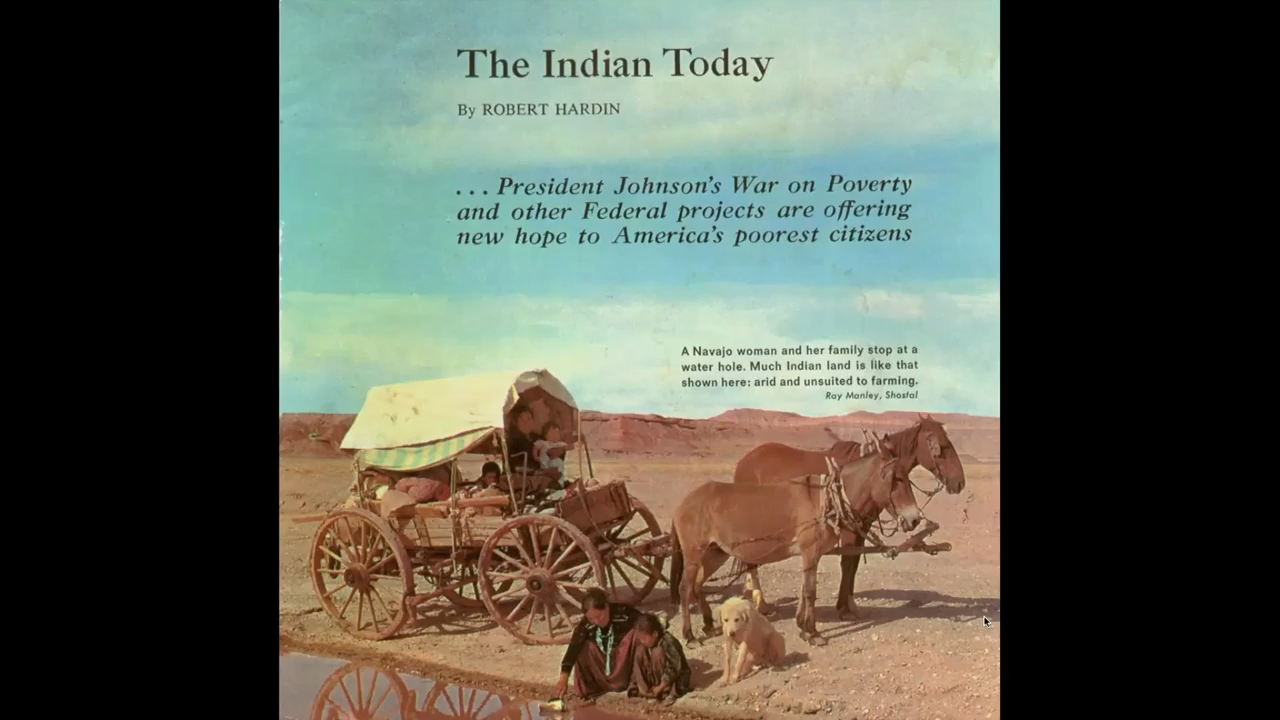 The Indian Today
By ROBERT HARDIN
... President Johnson's War on Poverty
and other Federal projects are offering
new hope to America's poorest citizens
A Navajo woman and her family stop at a
water hole. Much Indian land is like that
shown here: arid and unsuited to farming.
Ray Manley, Shostal